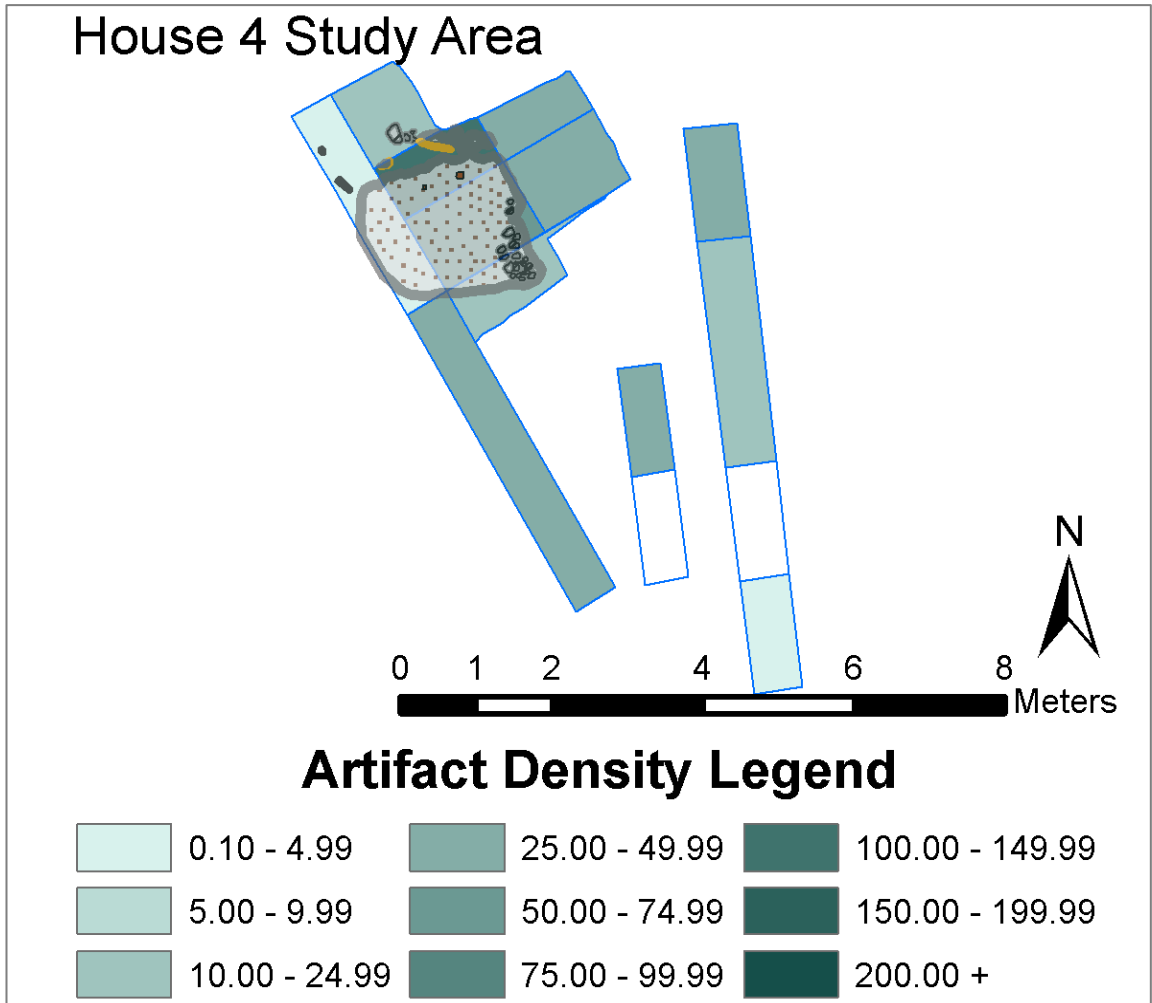 House 4 Study Area
N
0 1 2 4 6 8
Meters
Artifact Density Legend
0.10 - 4.99 25.00 - 49.99 100.00 - 149.99
5.00 - 9.99 50.00 - 74.99 150.00 - 199.99
10.00 - 24.99 75.00 - 99.99 200.00 +